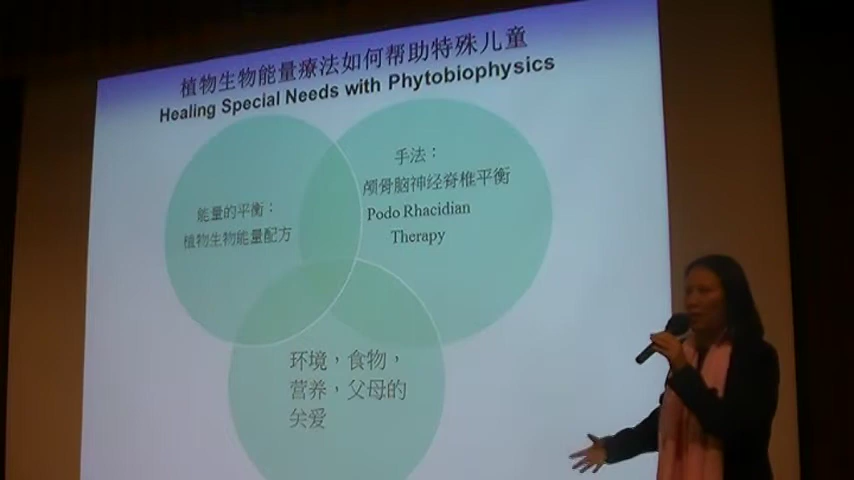 植物生物能量療法如何帮助特殊儿童
Healing Special Needs with Phytobiophysics
能量的平衡：
植物生物能量配方
手法：
颅骨脑神经脊椎平衡
Podo Rhacidian
Therapy
环境，食物，
营养，父母的
关爱